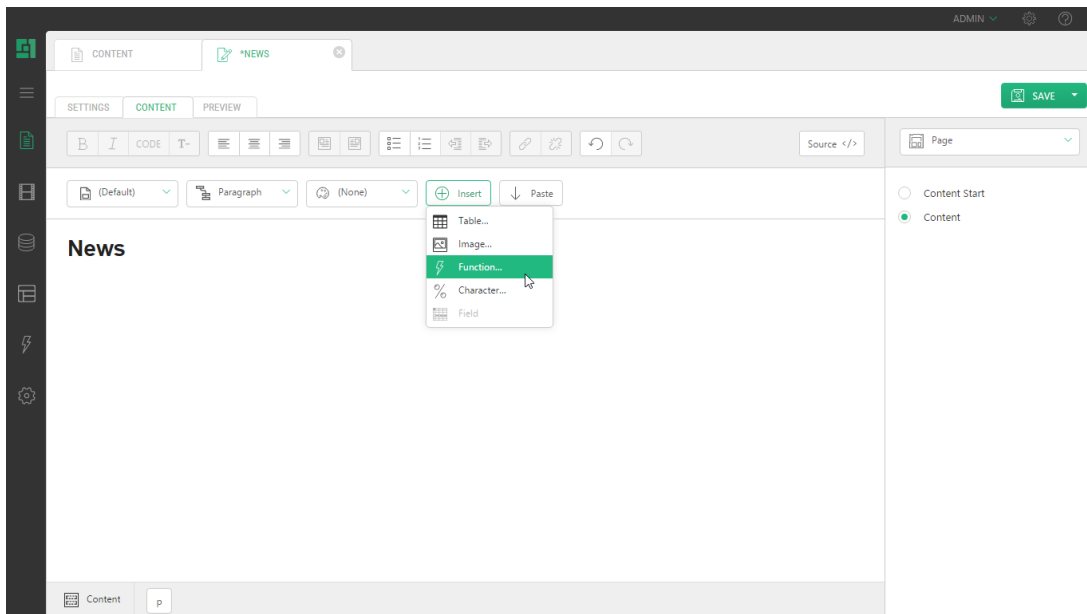 ADMIN
CONTENT
*NEWS
SAVE
SETTINGS
CONTENT
PREVIEW
B I CODE T
Source </>
Page
(Default)
Paragraph
(None)
Insert
Paste
Content Start
Content
Table...
Image...
Function...
Character...
Field
News
Content
p